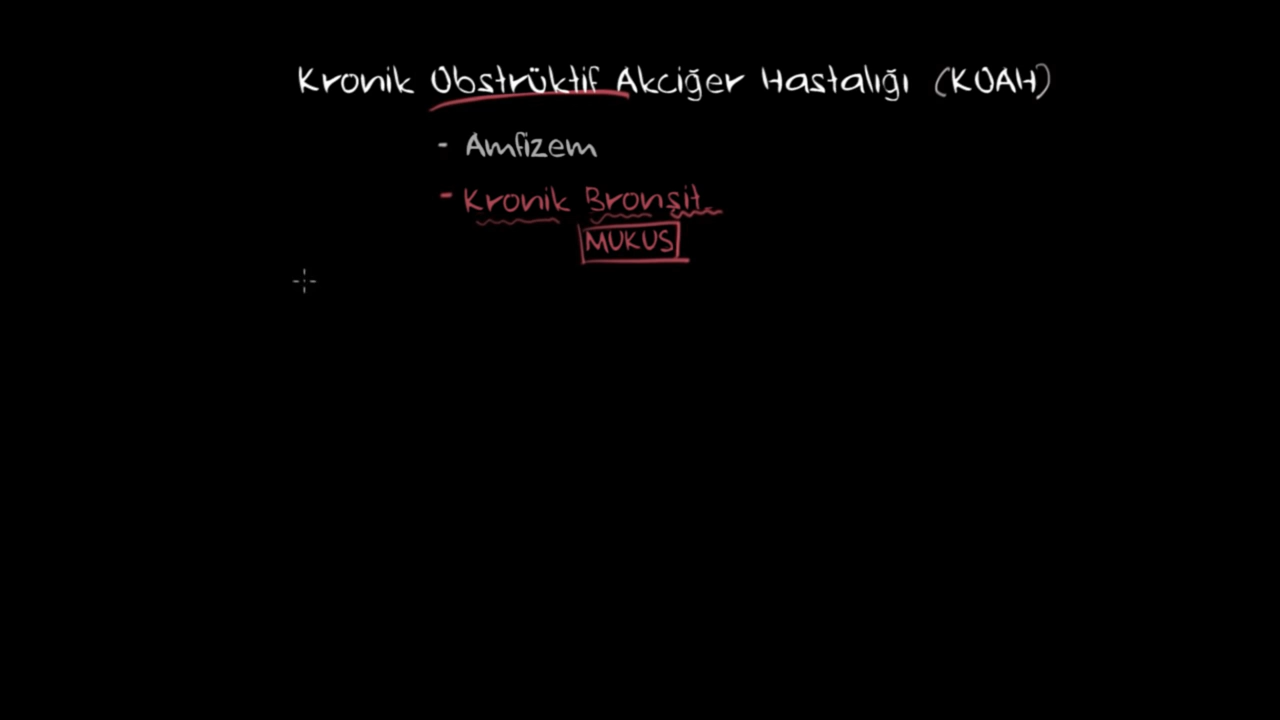 Kronik Obstrüktif Akciğer Hastalığı (KOAH)
- Amfizem
- Kronik Bronşit
MUKUS